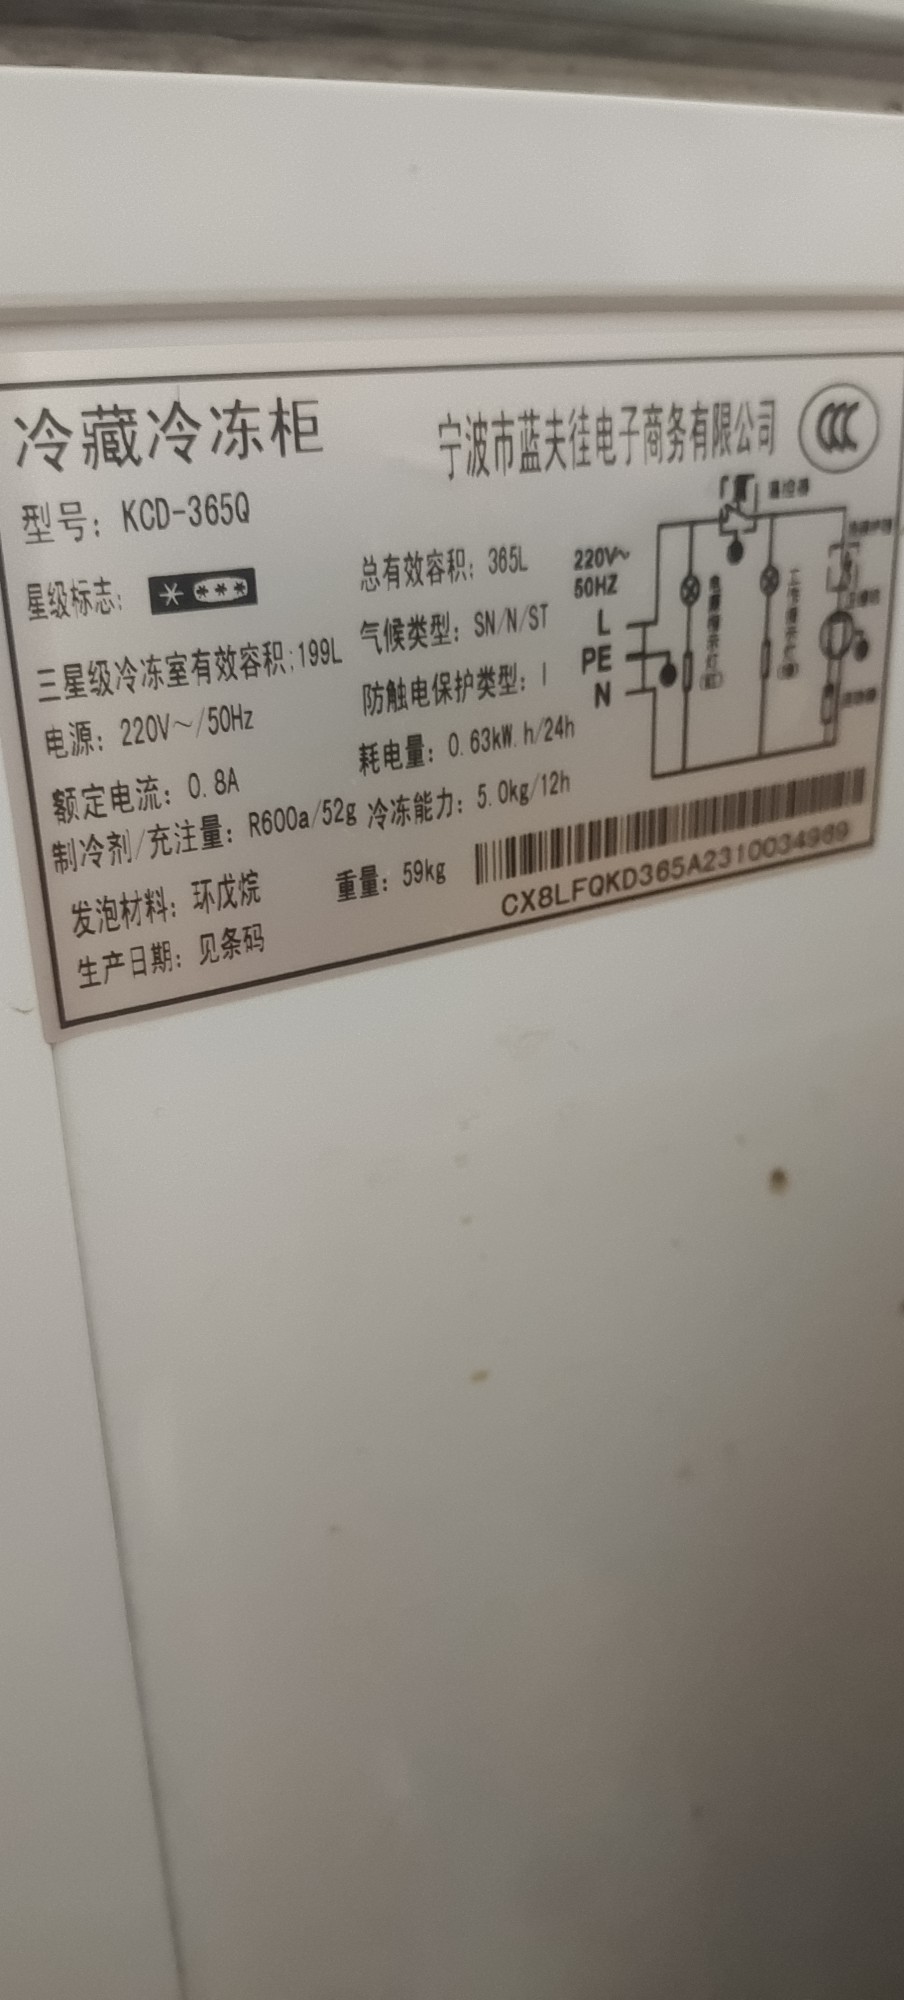 冷藏冷冻柜
宁波市蓝夫往电子商务有限公司
型号: KCD-365Q
星级标志:
总有效容积: 365L
三星级冷冻室有效容积:199L
气候类型: SN/N/ST
电源: 220V～/50Hz
防触电保护类型: I
额定电流: 0.8A
耗电量: 0.63kW.h/24h
制冷剂/充注量: R600a/52g
冷冻能力: 5.0kg/12h
发泡材料: 环戊烷
重量: 59kg
生产日期: 见条码
220V~
50HZ
L
PE
N
温控器
CX8LFQKD365A2310034969